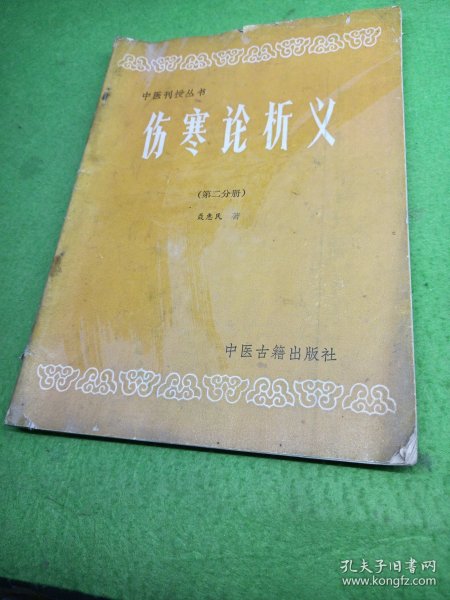 中医刊授丛书
伤寒论析义
(第二分册)
聂惠民 著
中医古籍出版社
孔夫子旧书网
www.kongfz.com